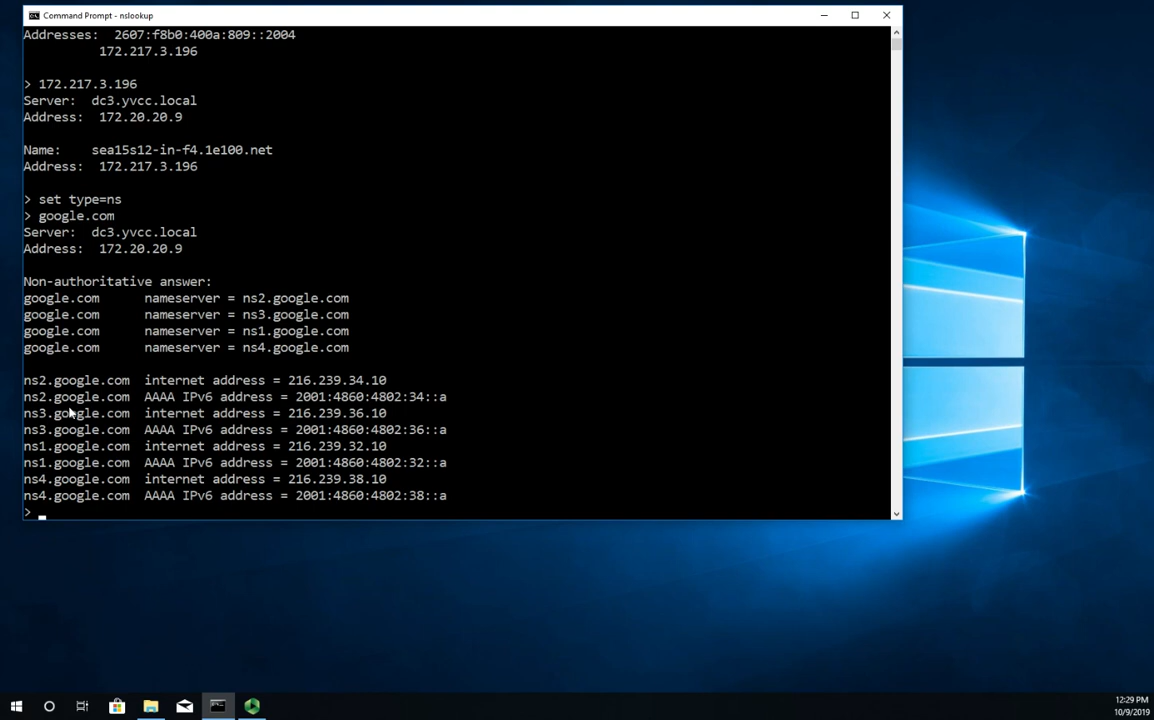 Command Prompt - nslookup
Addresses:  2607:f8b0:400a:809::2004
172.217.3.196
> 172.217.3.196
Server:  dc3.yvcc.local
Address:  172.20.20.9
Name:    sea15s12-in-f4.1e100.net
Address:  172.217.3.196
> set type=ns
> google.com
Server:  dc3.yvcc.local
Address:  172.20.20.9
Non-authoritative answer:
google.com      nameserver = ns2.google.com
google.com      nameserver = ns3.google.com
google.com      nameserver = ns1.google.com
google.com      nameserver = ns4.google.com
ns2.google.com  internet address = 216.239.34.10
ns2.google.com  AAAA IPv6 address = 2001:4860:4802:34::a
ns3.google.com  internet address = 216.239.36.10
ns3.google.com  AAAA IPv6 address = 2001:4860:4802:36::a
ns1.google.com  internet address = 216.239.32.10
ns1.google.com  AAAA IPv6 address = 2001:4860:4802:32::a
ns4.google.com  internet address = 216.239.38.10
ns4.google.com  AAAA IPv6 address = 2001:4860:4802:38::a
>
12:29 PM
10/9/2019